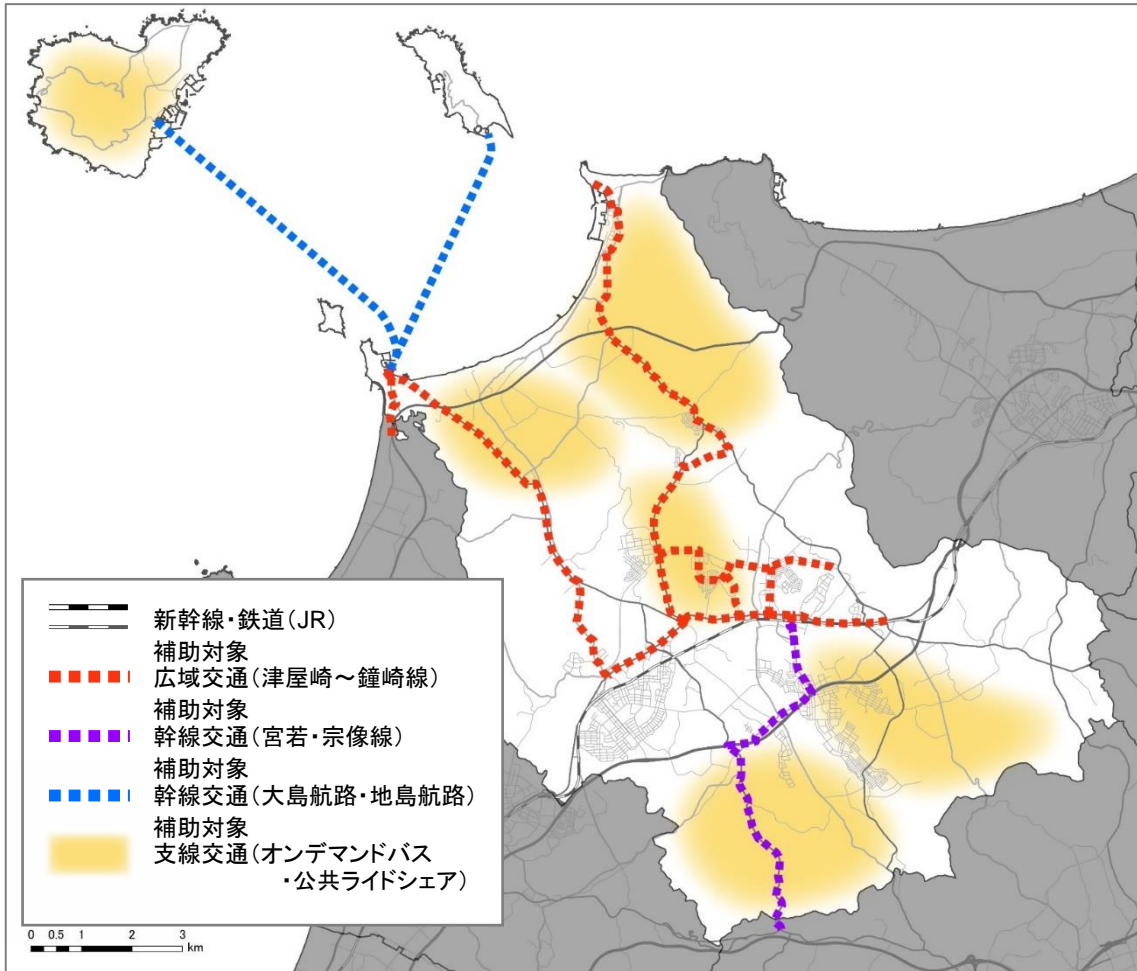 新幹線・鉄道(JR)
補助対象
広域交通(津屋崎～鐘崎線)
補助対象
幹線交通(宮若・宗像線)
補助対象
幹線交通(大島航路・地島航路)
補助対象
支線交通(オンデマンドバス
・公共ライドシェア)
0 0.5 1 2 3
km